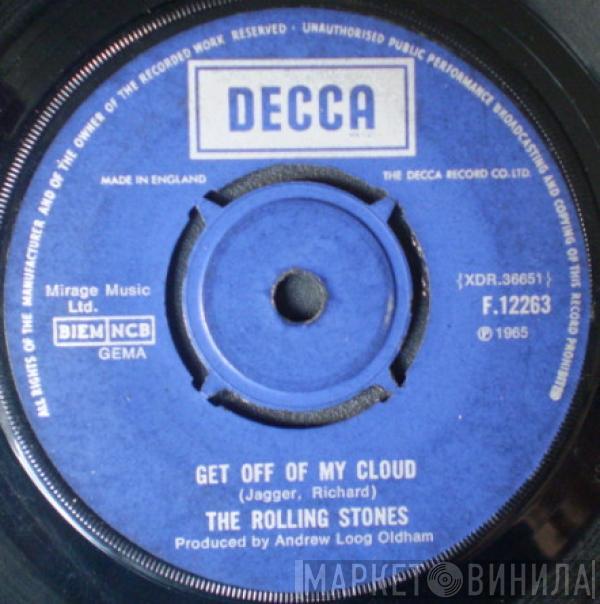 ALL RIGHTS OF THE MANUFACTURER AND OF THE OWNER OF THE RECORDED WORK RESERVED · UNAUTHORISED PUBLIC PERFORMANCE BROADCASTING AND COPYING OF THIS RECORD PROHIBITED
DECCA
MADE IN ENGLAND
THE DECCA RECORD CO. LTD.
Mirage Music
Ltd.
BIEM NCB
GEMA
{XDR.36651}
F.12263
℗ 1965
GET OFF OF MY CLOUD
(Jagger, Richard)
THE ROLLING STONES
Produced by Andrew Loog Oldham
МАРКЕТ ВИНИЛА